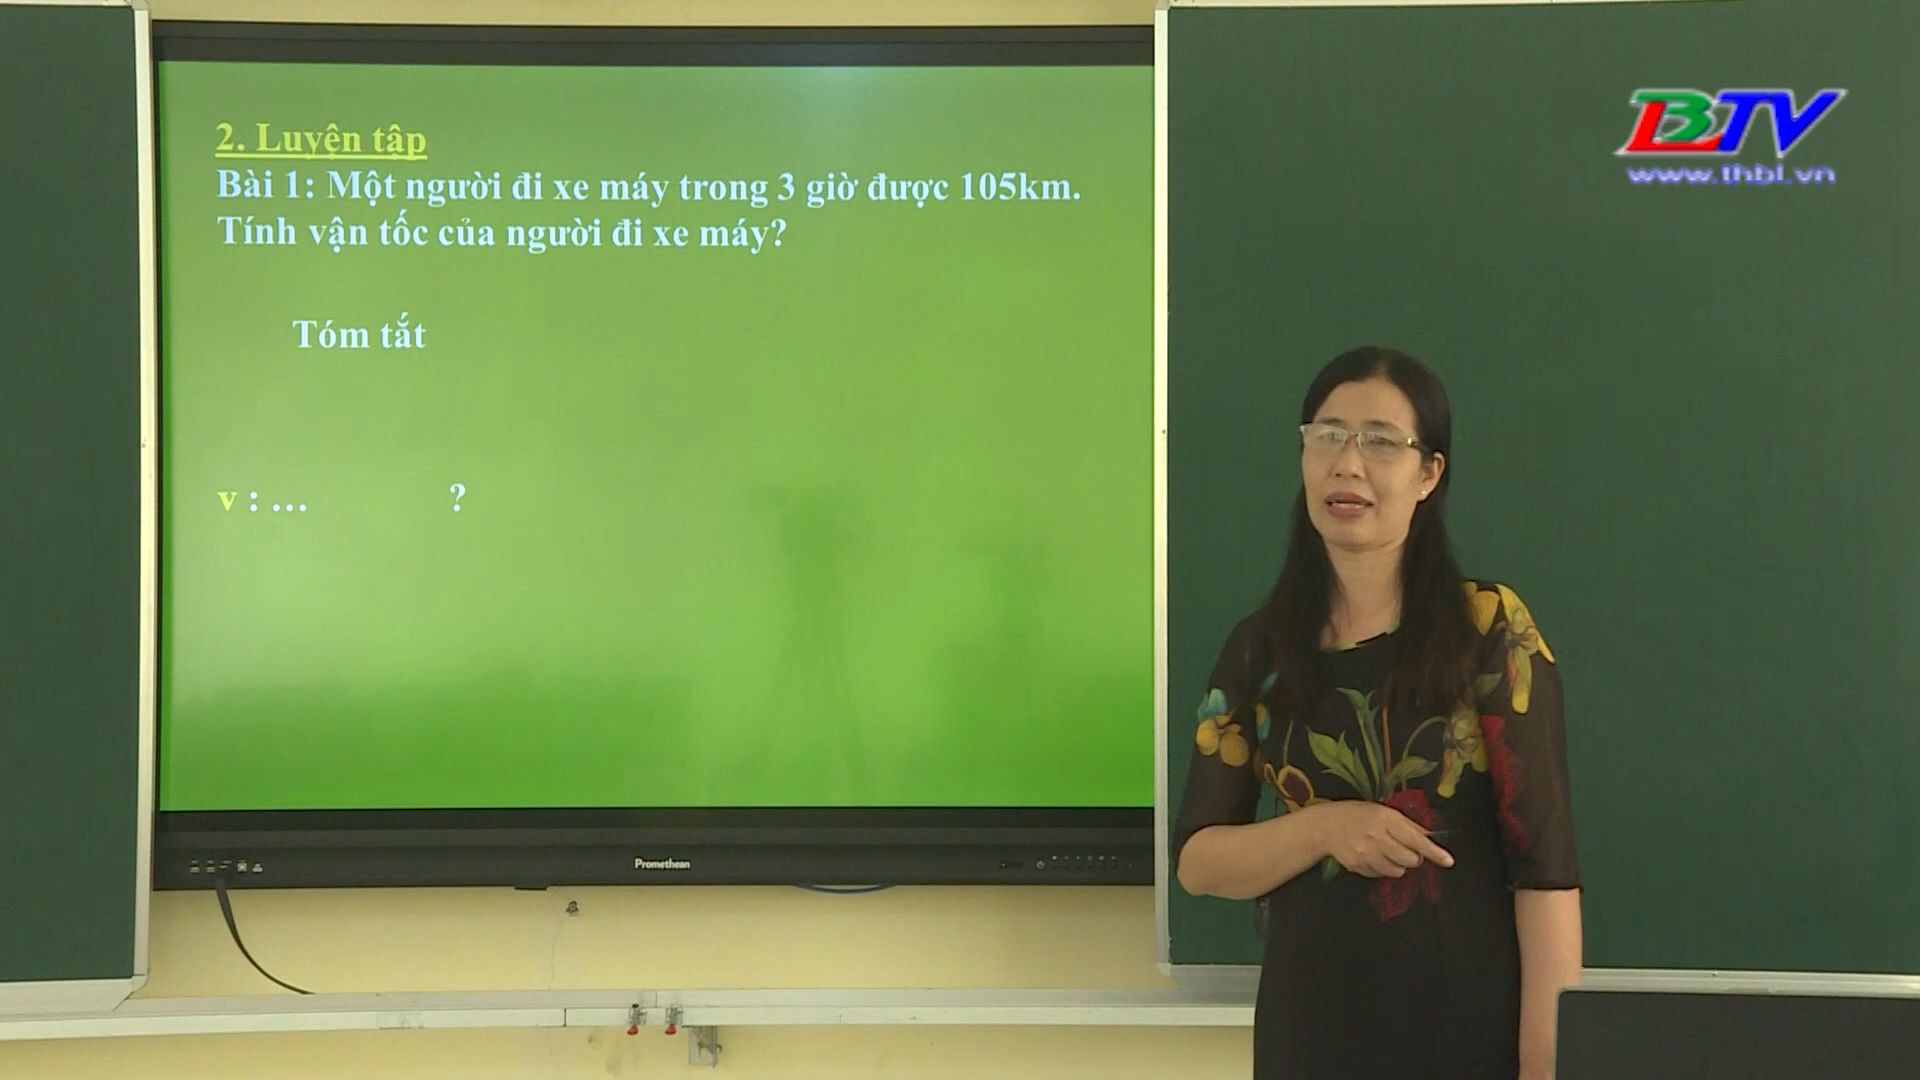 2. Luyện tập
Bài 1: Một người đi xe máy trong 3 giờ được 105km.
Tính vận tốc của người đi xe máy?
Tóm tắt
v : ... ?
BTV
www.thbl.vn
Promethean